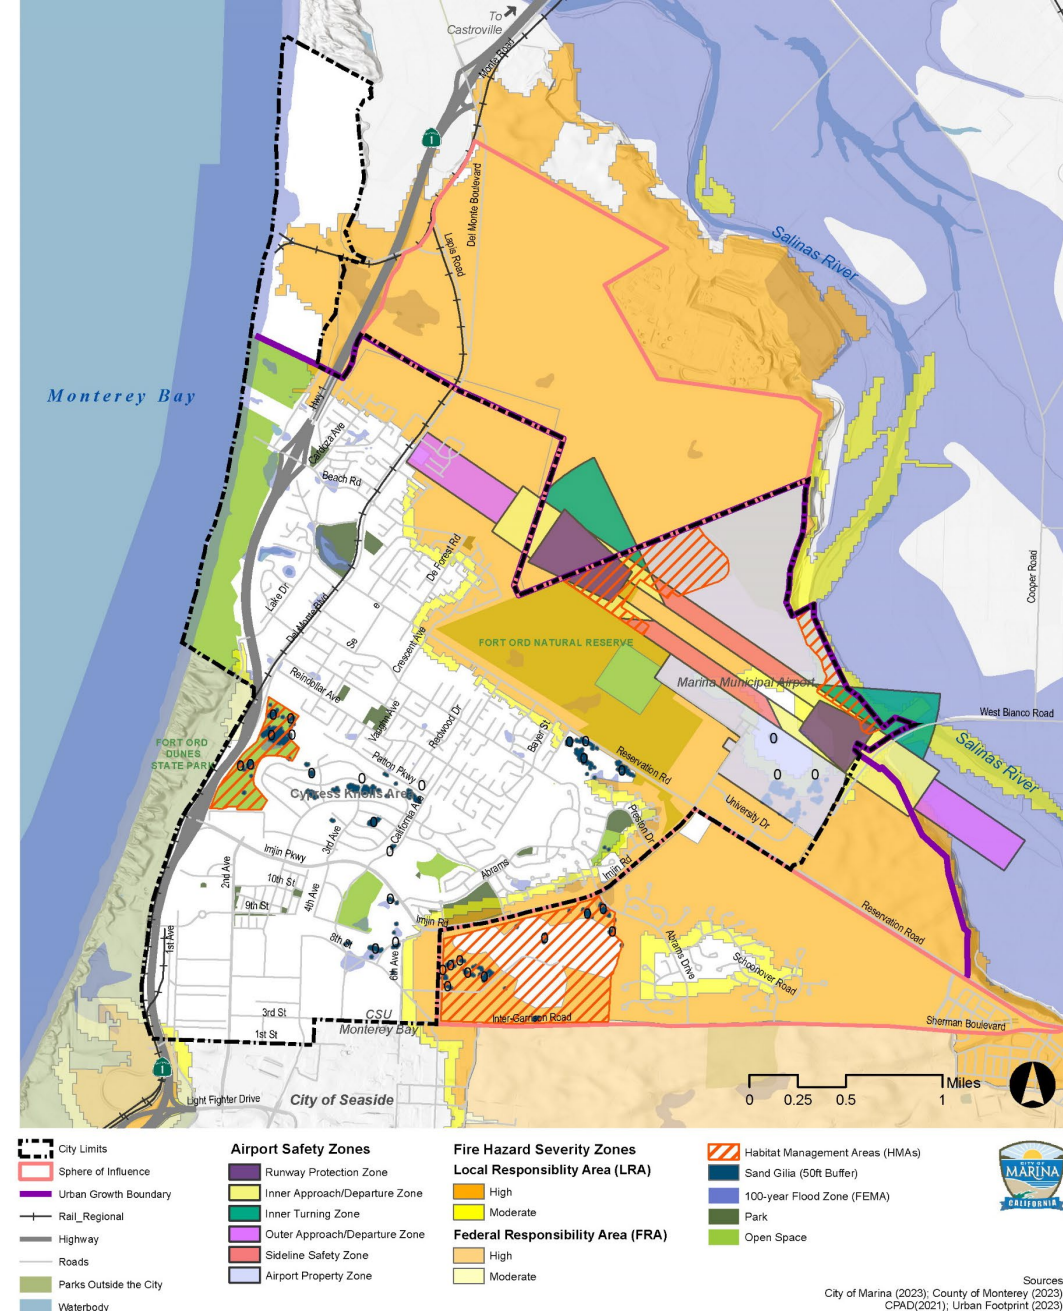 To
Castroville
Monte Road
1
Del Monte Boulevard
Lapis Road
Salinas River
Monterey Bay
Hwy 1
Cardoza Ave
Beach Rd
De Forest Rd
Cooper Road
Lake Dr
Del Monte Blvd
e
Se
Crescent Ave
FORT ORD NATURAL RESERVE
Marina Municipal Airport
Reindollar Ave
Vaughn Ave
Redwood Dr
Bayer St
West Blanco Road
Salinas River
FORT ORD
DUNES
STATE PARK
Patton Pkwy
Reservation Rd
Cypress Knolls Area
California Ave
University Dr
Preston Dr
3rd Ave
Imjin Pkwy
Abrams
Imjin Rd
2nd Ave
10th St
4th Ave
9th St
Imjin Rd
8th St
1st Ave
6th Ave
Abrams Drive
Schoonover Road
Reservation Road
3rd St
CSU
Monterey Bay
1st St
Inter-Garrison Road
Sherman Boulevard
1
Light Fighter Drive
City of Seaside
Miles
0 0.25 0.5 1
City Limits
Sphere of Influence
Urban Growth Boundary
Rail_Regional
Highway
Roads
Parks Outside the City
Waterbody
Airport Safety Zones
Runway Protection Zone
Inner Approach/Departure Zone
Inner Turning Zone
Outer Approach/Departure Zone
Sideline Safety Zone
Airport Property Zone
Fire Hazard Severity Zones
Local Responsiblity Area (LRA)
High
Moderate
Federal Responsibility Area (FRA)
High
Moderate
Habitat Management Areas (HMAs)
Sand Gilia (50ft Buffer)
100-year Flood Zone (FEMA)
Park
Open Space
CITY OF
MARINA
CALIFORNIA
Sources
City of Marina (2023); County of Monterey (2023)
CPAD(2021); Urban Footprint (2023)